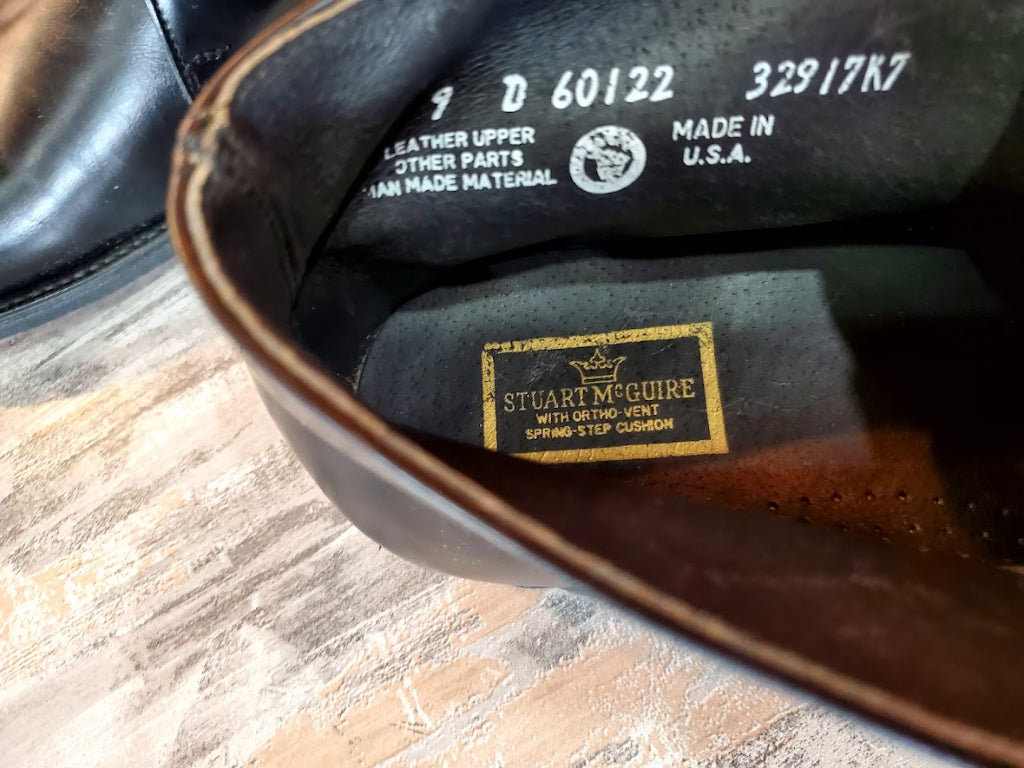 9 D 60122 32917K7
LEATHER UPPER
OTHER PARTS
MAN MADE MATERIAL
MADE IN
U.S.A.
STUART McGUIRE
WITH ORTHO-VENT
SPRING-STEP CUSHION